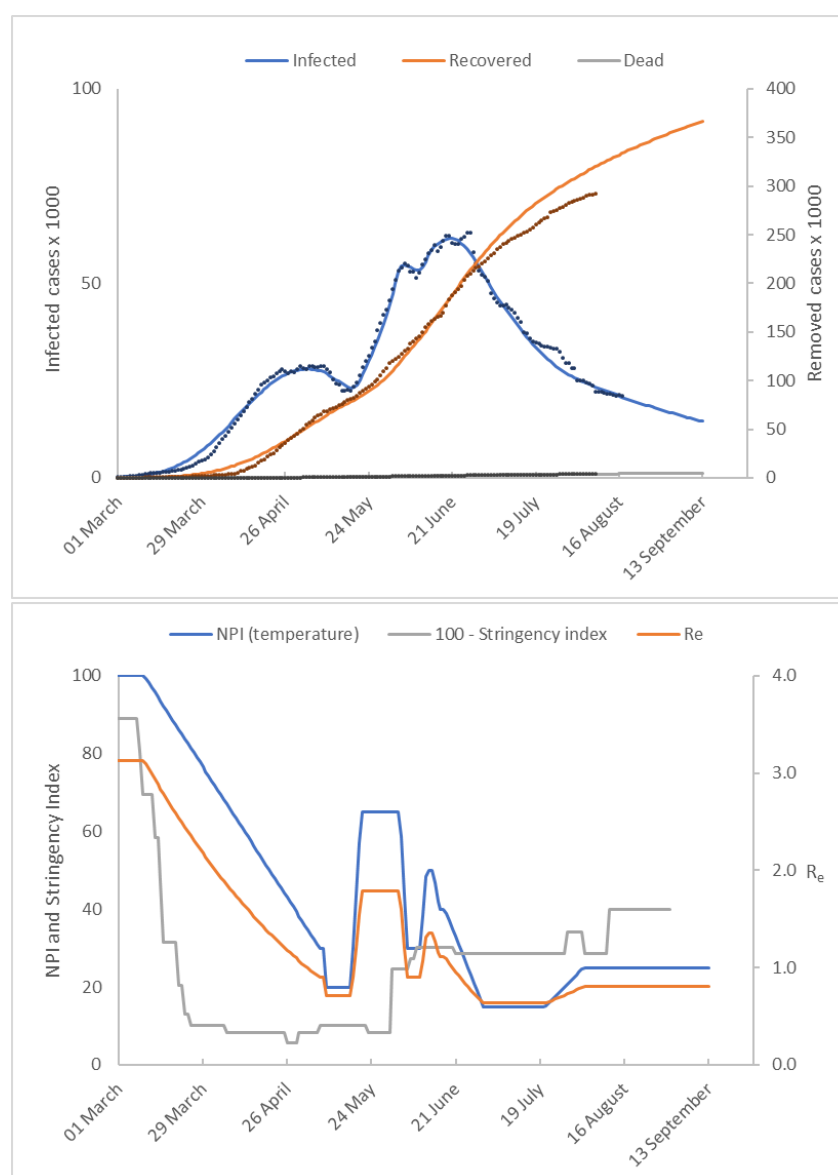 Infected Recovered Dead
100
50
0
Infected cases x 1000
400
350
300
250
200
150
100
50
0
Removed cases x 1000
01 March
29 March
26 April
24 May
21 June
19 July
16 August
13 September
NPI (temperature) 100 - Stringency index Re
100
80
60
40
20
0
NPI and Stringency Index
4.0
3.0
2.0
1.0
0.0
Re
01 March
29 March
26 April
24 May
21 June
19 July
16 August
13 September